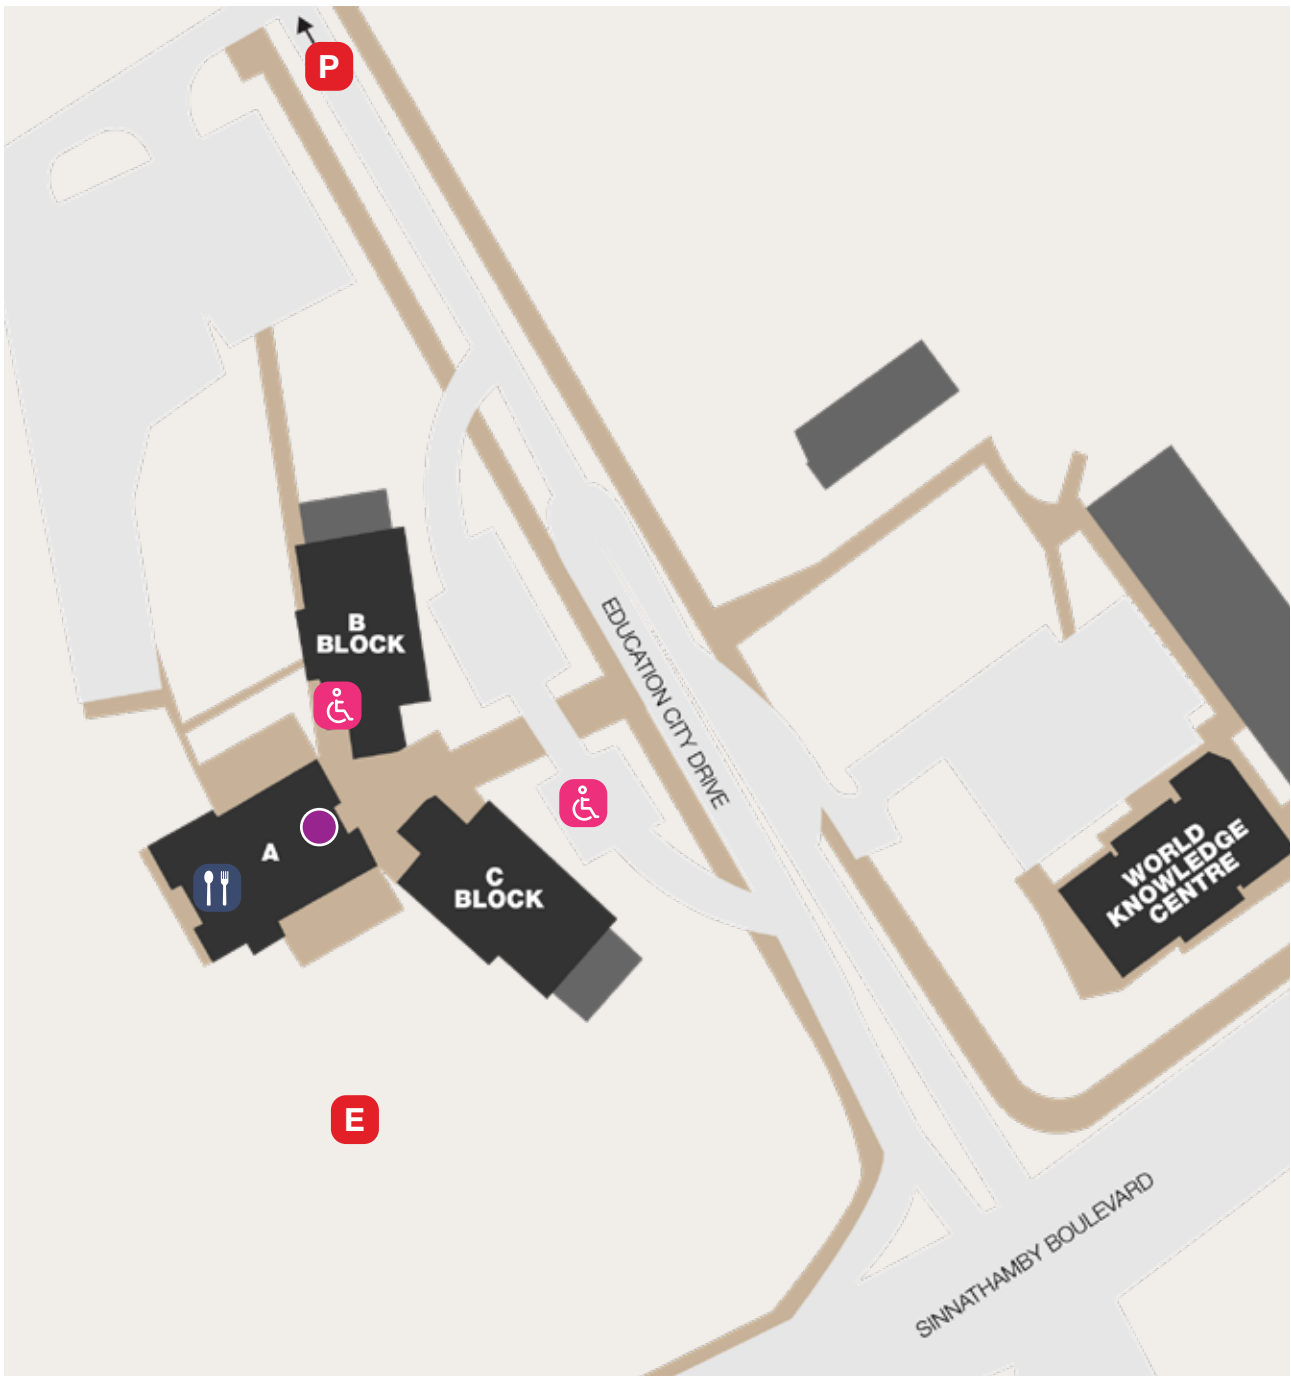 P
EDUCATION CITY DRIVE
B
BLOCK
A
C
BLOCK
WORLD
KNOWLEDGE
CENTRE
E
SINNATHAMBY BOULEVARD